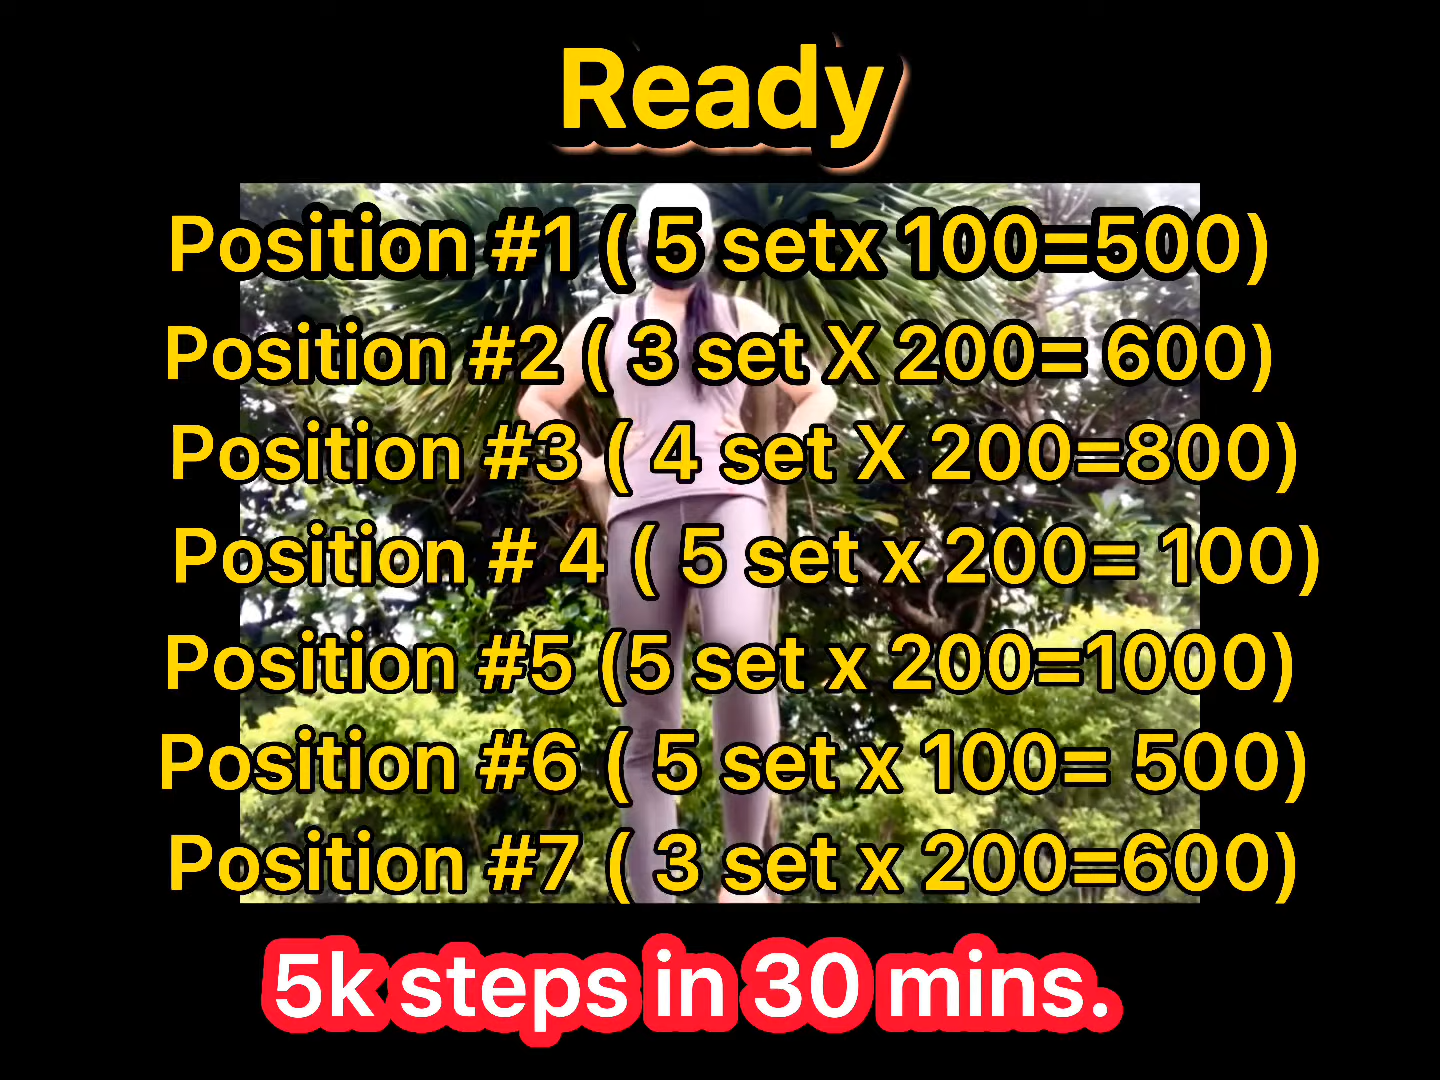 Ready
Position #1 ( 5 setx 100=500)
Position #2 ( 3 set X 200= 600)
Position #3 ( 4 set X 200=800)
Position # 4 ( 5 set x 200= 100)
Position #5 (5 set x 200=1000)
Position #6 ( 5 set x 100= 500)
Position #7 ( 3 set x 200=600)
5k steps in 30 mins.